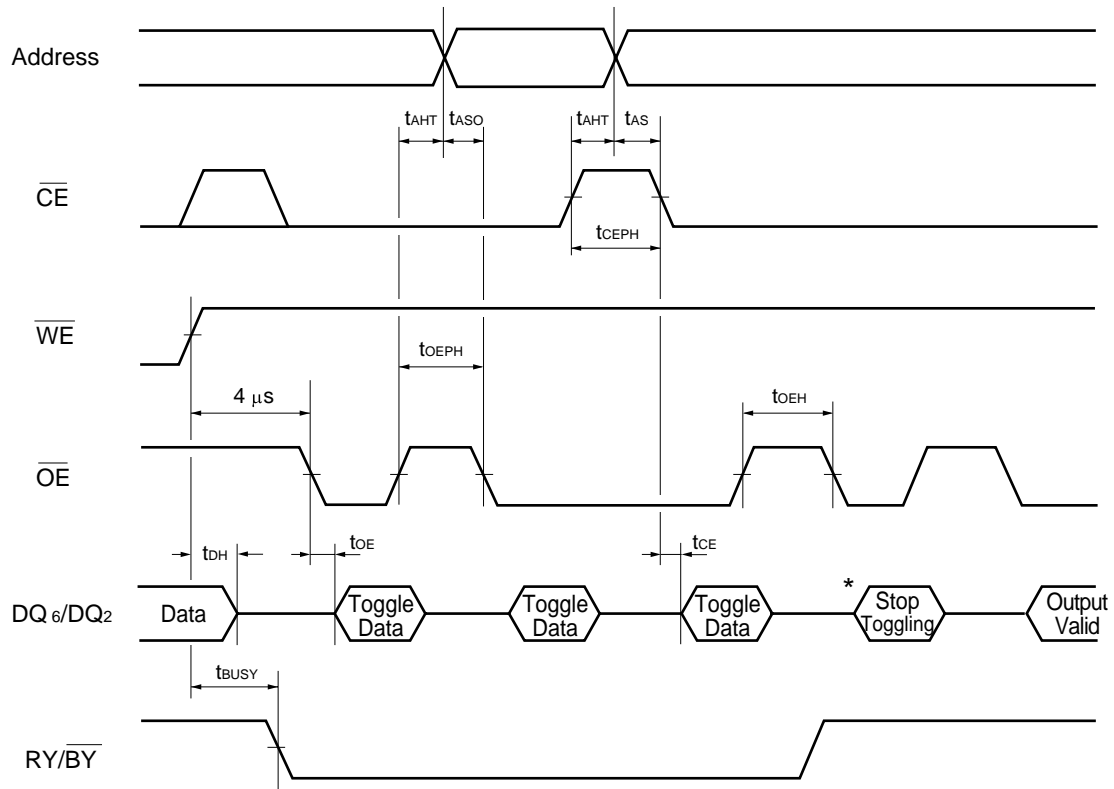 Address
tAHT tASO tAHT tAS
CE
tCEPH
WE
tOEPH
4 μs tOEH
OE
tDH tOE tCE
DQ6/DQ2 Data Toggle Data Toggle Data Toggle Data * Stop Toggling Output Valid
tBUSY
RY/BY